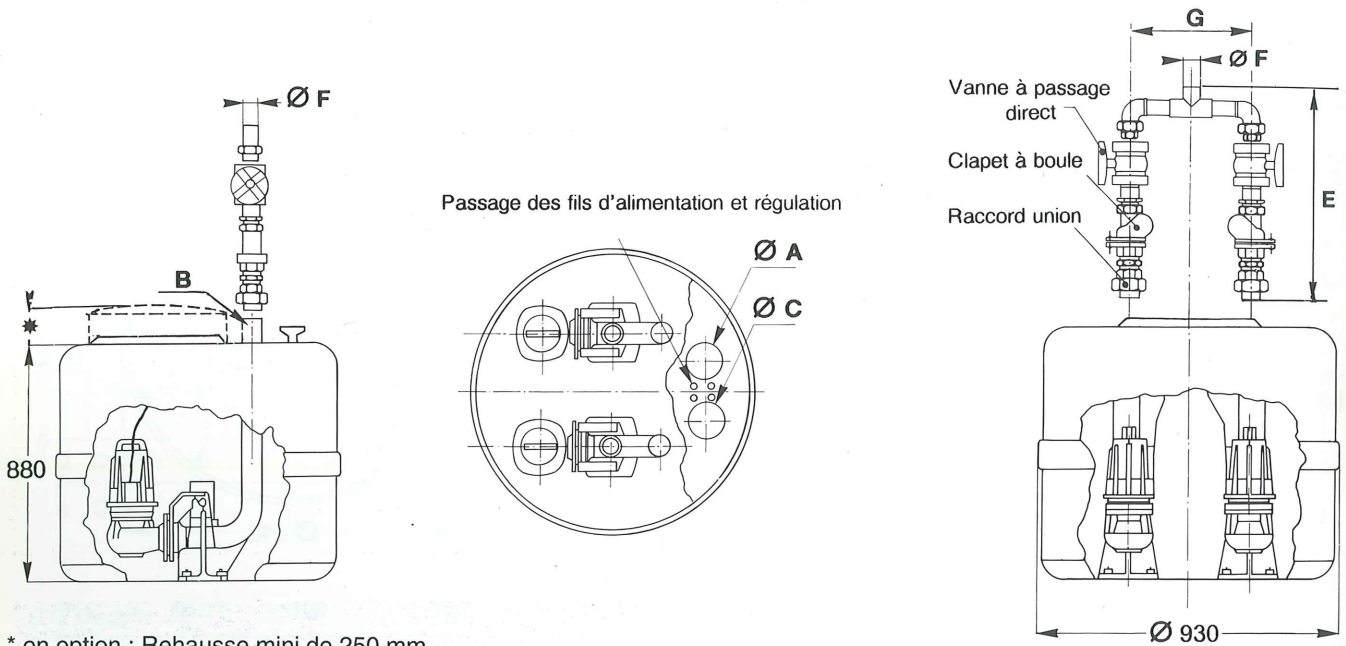 Ø F
B
*
880
* en option : Rehausse mini de 250 mm
Passage des fils d'alimentation et régulation
Ø A
Ø C
G
Ø F
Vanne à passage
direct
Clapet à boule
Raccord union
E
Ø 930